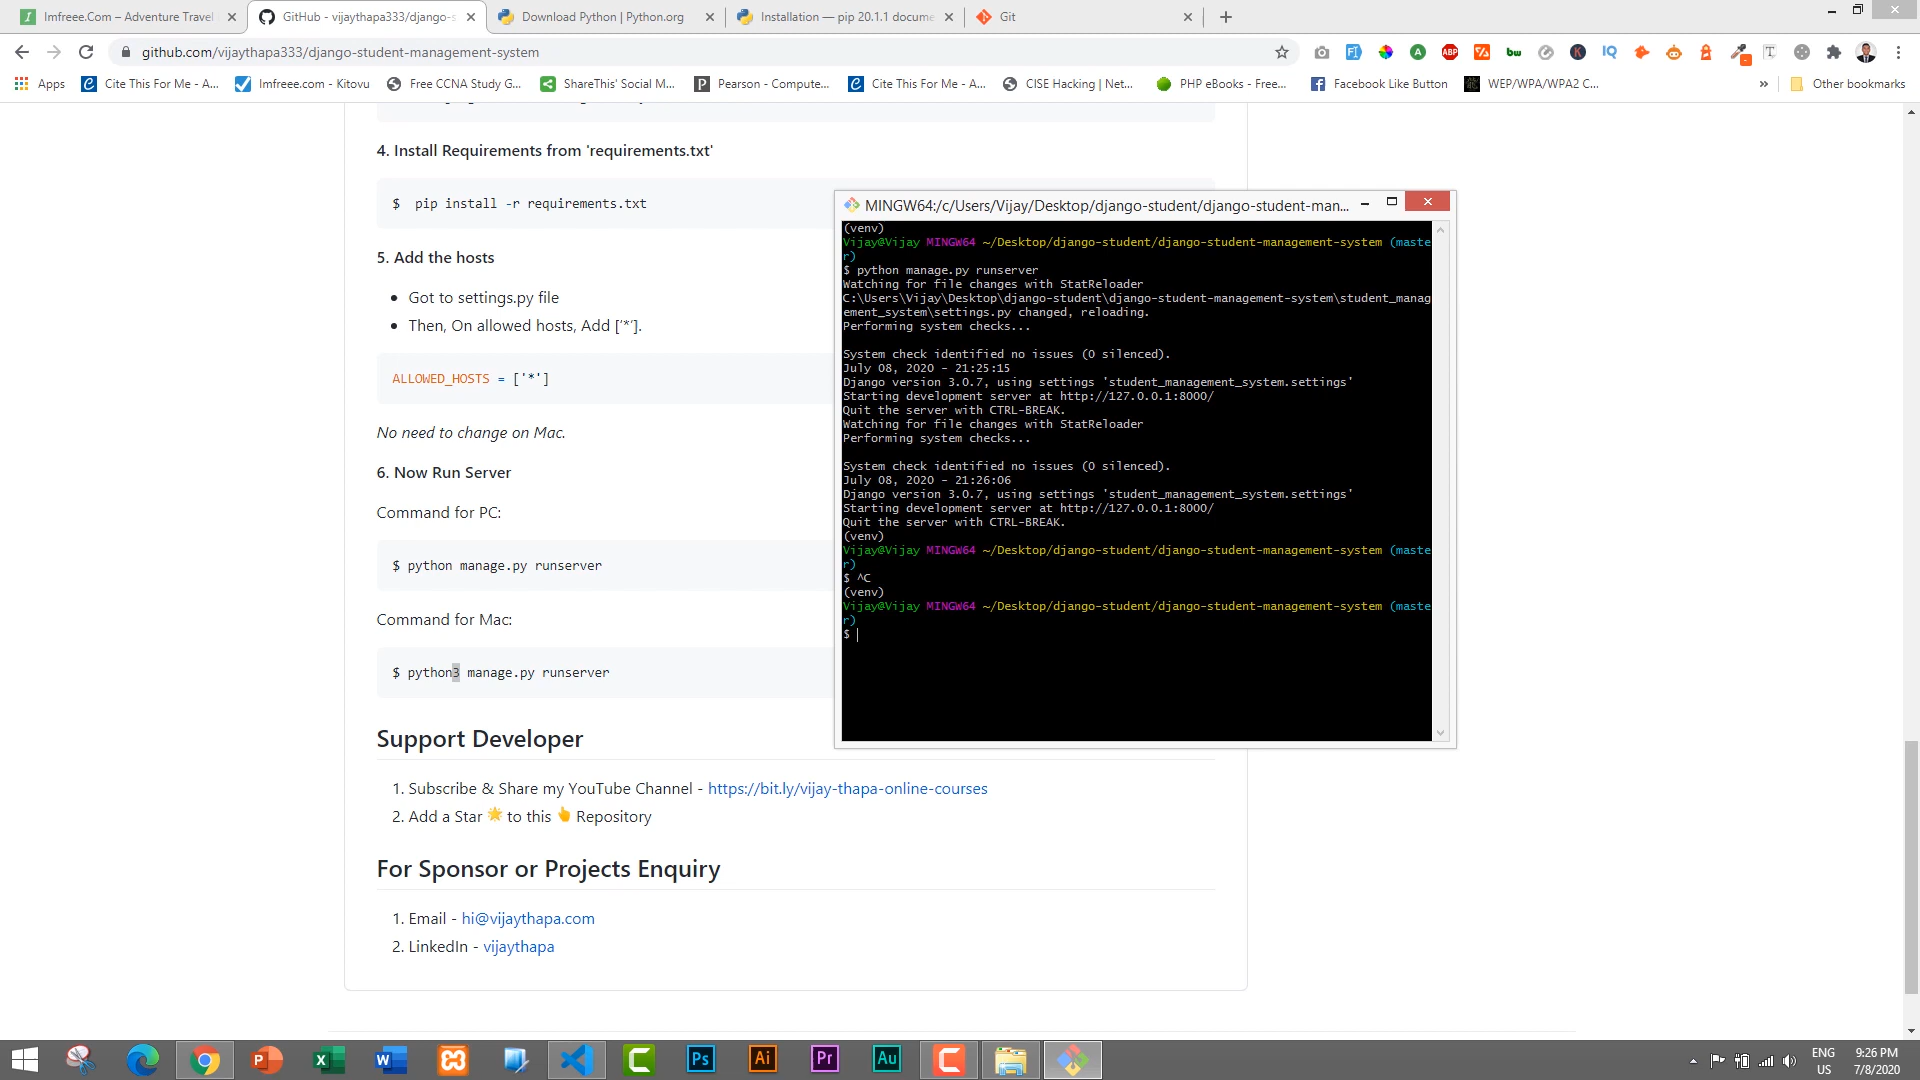 Imfreee.Com – Adventure Travel
GitHub - vijaythapa333/django-s
Download Python | Python.org
Installation — pip 20.1.1 docume
Git
github.com/vijaythapa333/django-student-management-system
Apps
Cite This For Me - A...
Imfreee.com - Kitovu
Free CCNA Study G...
ShareThis' Social M...
Pearson - Compute...
Cite This For Me - A...
CISE Hacking | Net...
PHP eBooks - Free...
Facebook Like Button
WEP/WPA/WPA2 C...
»
Other bookmarks
4. Install Requirements from 'requirements.txt'
$  pip install -r requirements.txt
5. Add the hosts
• Got to settings.py file
• Then, On allowed hosts, Add ['*'].
ALLOWED_HOSTS = ['*']
No need to change on Mac.
6. Now Run Server
Command for PC:
$ python manage.py runserver
Command for Mac:
$ python3 manage.py runserver
Support Developer
1. Subscribe & Share my YouTube Channel - https://bit.ly/vijay-thapa-online-courses
2. Add a Star 🌟 to this 👆 Repository
For Sponsor or Projects Enquiry
1. Email - hi@vijaythapa.com
2. LinkedIn - vijaythapa
MINGW64:/c/Users/Vijay/Desktop/django-student/django-student-man...
(venv)
Vijay@Vijay MINGW64 ~/Desktop/django-student/django-student-management-system (maste
r)
$ python manage.py runserver
Watching for file changes with StatReloader
C:\Users\Vijay\Desktop\django-student\django-student-management-system\student_manag
ement_system\settings.py changed, reloading.
Performing system checks...
System check identified no issues (0 silenced).
July 08, 2020 - 21:25:15
Django version 3.0.7, using settings 'student_management_system.settings'
Starting development server at http://127.0.0.1:8000/
Quit the server with CTRL-BREAK.
Watching for file changes with StatReloader
Performing system checks...
System check identified no issues (0 silenced).
July 08, 2020 - 21:26:06
Django version 3.0.7, using settings 'student_management_system.settings'
Starting development server at http://127.0.0.1:8000/
Quit the server with CTRL-BREAK.
(venv)
Vijay@Vijay MINGW64 ~/Desktop/django-student/django-student-management-system (maste
r)
$ ^C
(venv)
Vijay@Vijay MINGW64 ~/Desktop/django-student/django-student-management-system (maste
r)
$
Ps
Ai
Pr
Au
ENG
US
9:26 PM
7/8/2020